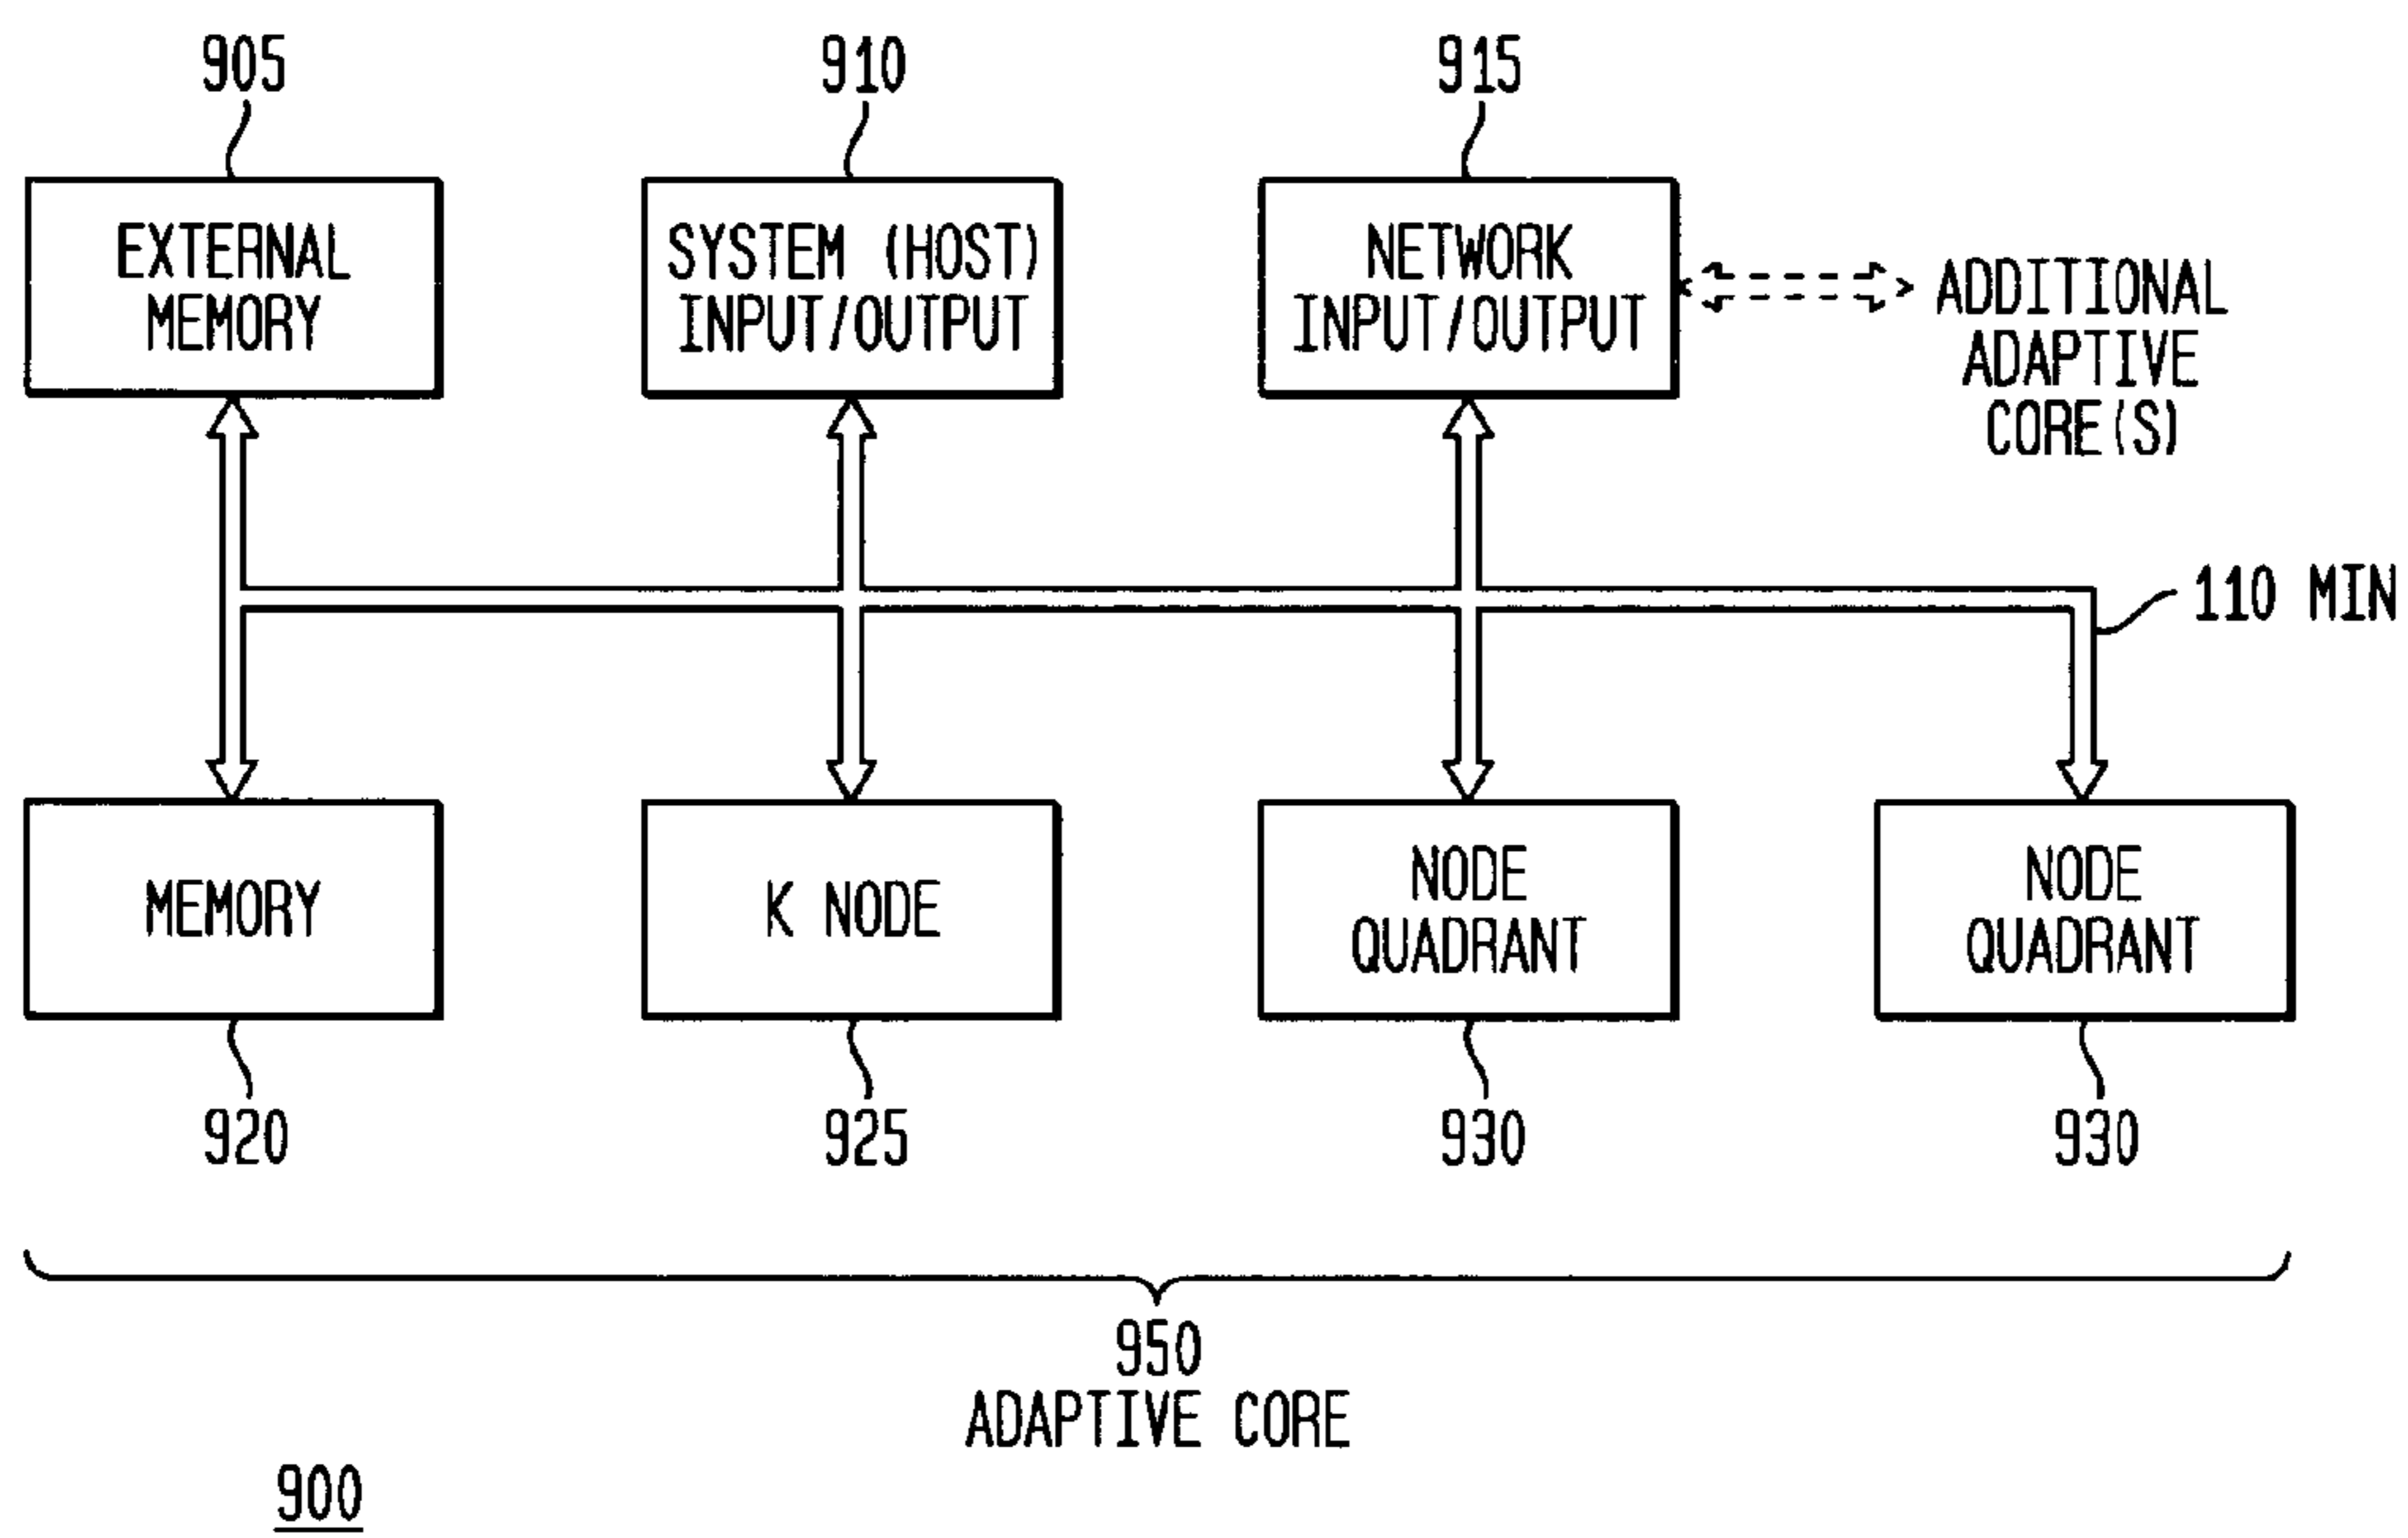 905
910
915
EXTERNAL
MEMORY
SYSTEM (HOST)
INPUT/OUTPUT
NETWORK
INPUT/OUTPUT
ADDITIONAL
ADAPTIVE
CORE(S)
110 MIN
MEMORY
K NODE
NODE
QUADRANT
NODE
QUADRANT
920
925
930
930
950
ADAPTIVE CORE
900